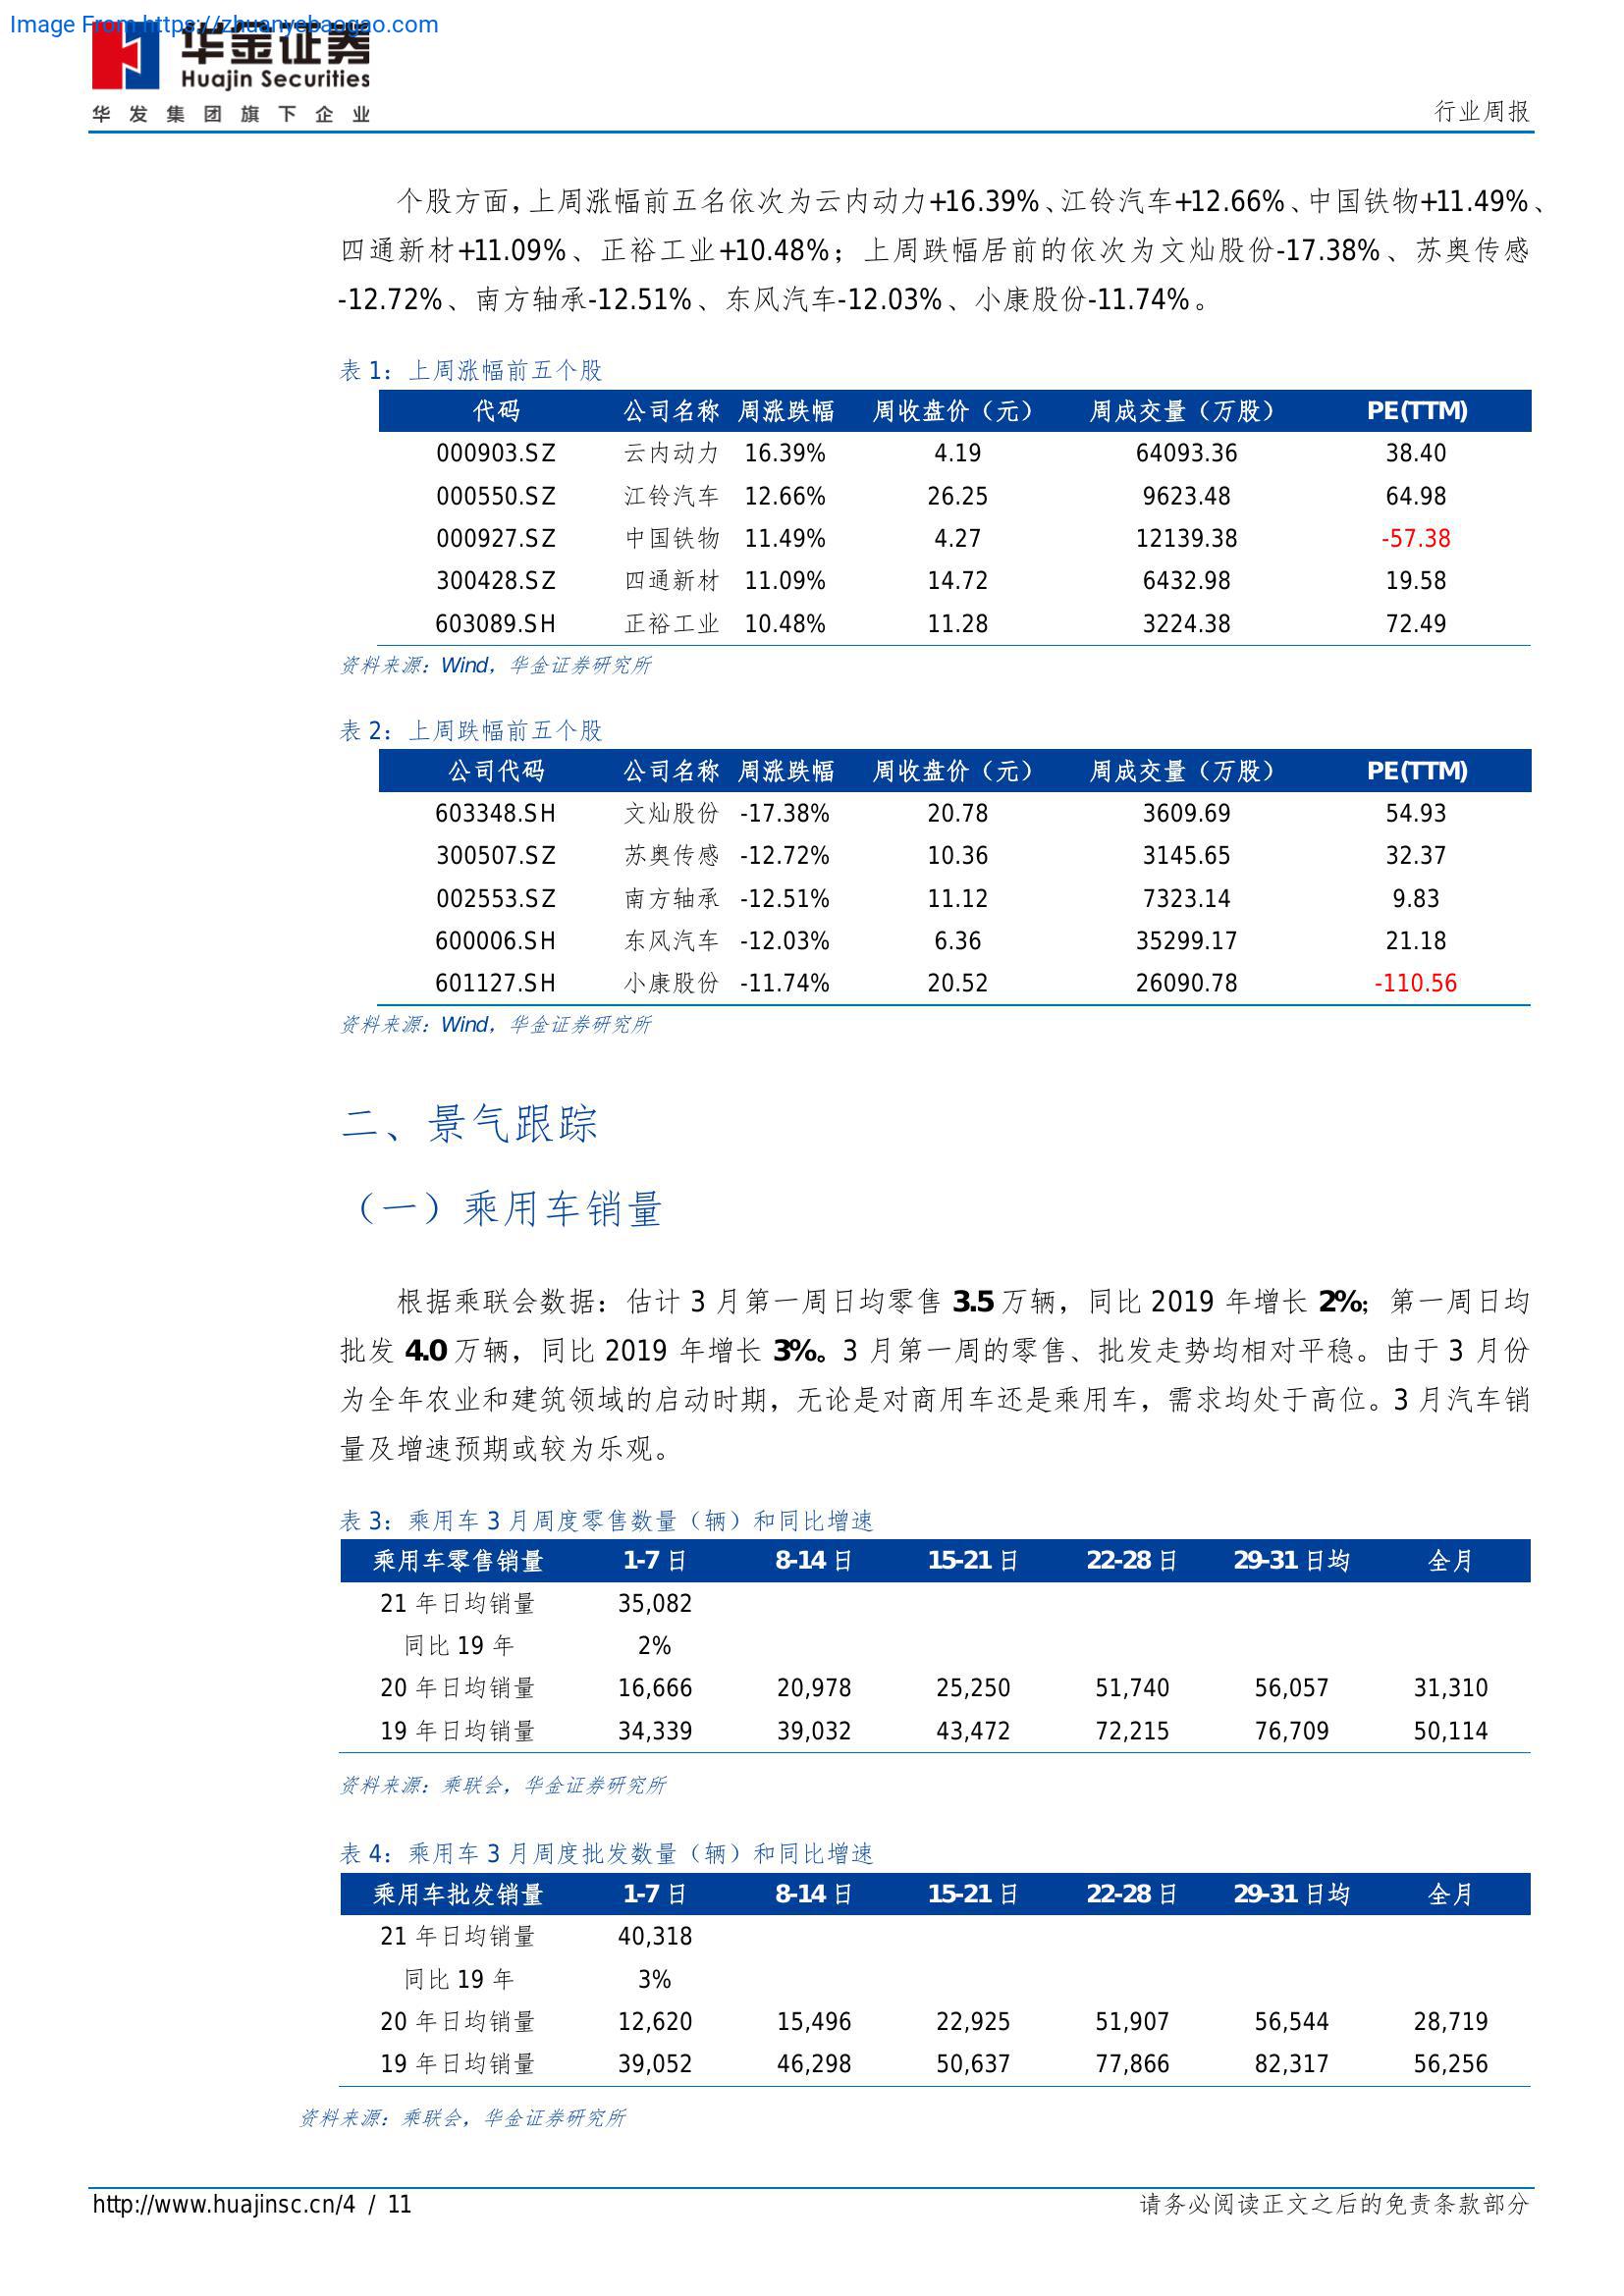 Image From https://zhuanyebaogao.com
华金证券
Huajin Securities
华发集团旗下企业
行业周报
个股方面，上周涨幅前五名依次为云内动力+16.39%、江铃汽车+12.66%、中国铁物+11.49%、
四通新材+11.09%、正裕工业+10.48%；上周跌幅居前的依次为文灿股份-17.38%、苏奥传感
-12.72%、南方轴承-12.51%、东风汽车-12.03%、小康股份-11.74%。
表 1：上周涨幅前五个股
代码 公司名称 周涨跌幅 周收盘价（元） 周成交量（万股） PE(TTM)
000903.SZ 云内动力 16.39% 4.19 64093.36 38.40
000550.SZ 江铃汽车 12.66% 26.25 9623.48 64.98
000927.SZ 中国铁物 11.49% 4.27 12139.38 -57.38
300428.SZ 四通新材 11.09% 14.72 6432.98 19.58
603089.SH 正裕工业 10.48% 11.28 3224.38 72.49
资料来源：Wind，华金证券研究所
表 2：上周跌幅前五个股
公司代码 公司名称 周涨跌幅 周收盘价（元） 周成交量（万股） PE(TTM)
603348.SH 文灿股份 -17.38% 20.78 3609.69 54.93
300507.SZ 苏奥传感 -12.72% 10.36 3145.65 32.37
002553.SZ 南方轴承 -12.51% 11.12 7323.14 9.83
600006.SH 东风汽车 -12.03% 6.36 35299.17 21.18
601127.SH 小康股份 -11.74% 20.52 26090.78 -110.56
资料来源：Wind，华金证券研究所
二、景气跟踪
（一）乘用车销量
根据乘联会数据：估计 3 月第一周日均零售 3.5 万辆，同比 2019 年增长 2%；第一周日均
批发 4.0 万辆，同比 2019 年增长 3%。3 月第一周的零售、批发走势均相对平稳。由于 3 月份
为全年农业和建筑领域的启动时期，无论是对商用车还是乘用车，需求均处于高位。3 月汽车销
量及增速预期或较为乐观。
表 3：乘用车 3 月周度零售数量（辆）和同比增速
乘用车零售销量 1-7 日 8-14 日 15-21 日 22-28 日 29-31 日均 全月
21 年日均销量 35,082
同比 19 年 2%
20 年日均销量 16,666 20,978 25,250 51,740 56,057 31,310
19 年日均销量 34,339 39,032 43,472 72,215 76,709 50,114
资料来源：乘联会，华金证券研究所
表 4：乘用车 3 月周度批发数量（辆）和同比增速
乘用车批发销量 1-7 日 8-14 日 15-21 日 22-28 日 29-31 日均 全月
21 年日均销量 40,318
同比 19 年 3%
20 年日均销量 12,620 15,496 22,925 51,907 56,544 28,719
19 年日均销量 39,052 46,298 50,637 77,866 82,317 56,256
资料来源：乘联会，华金证券研究所
http://www.huajinsc.cn/4 / 11 请务必阅读正文之后的免责条款部分